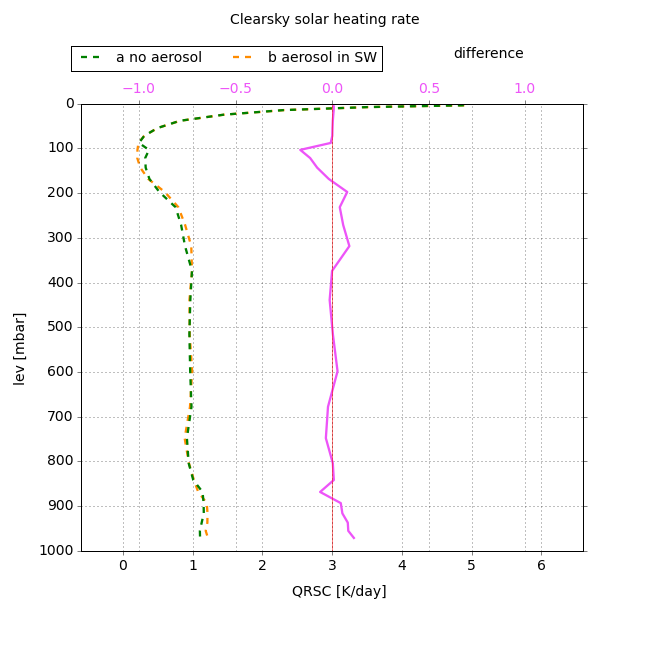 Clearsky solar heating rate
a no aerosol b aerosol in SW difference
−1.0 −0.5 0.0 0.5 1.0
0
100
200
300
400
500
600
700
800
900
1000
lev [mbar]
0 1 2 3 4 5 6
QRSC [K/day]